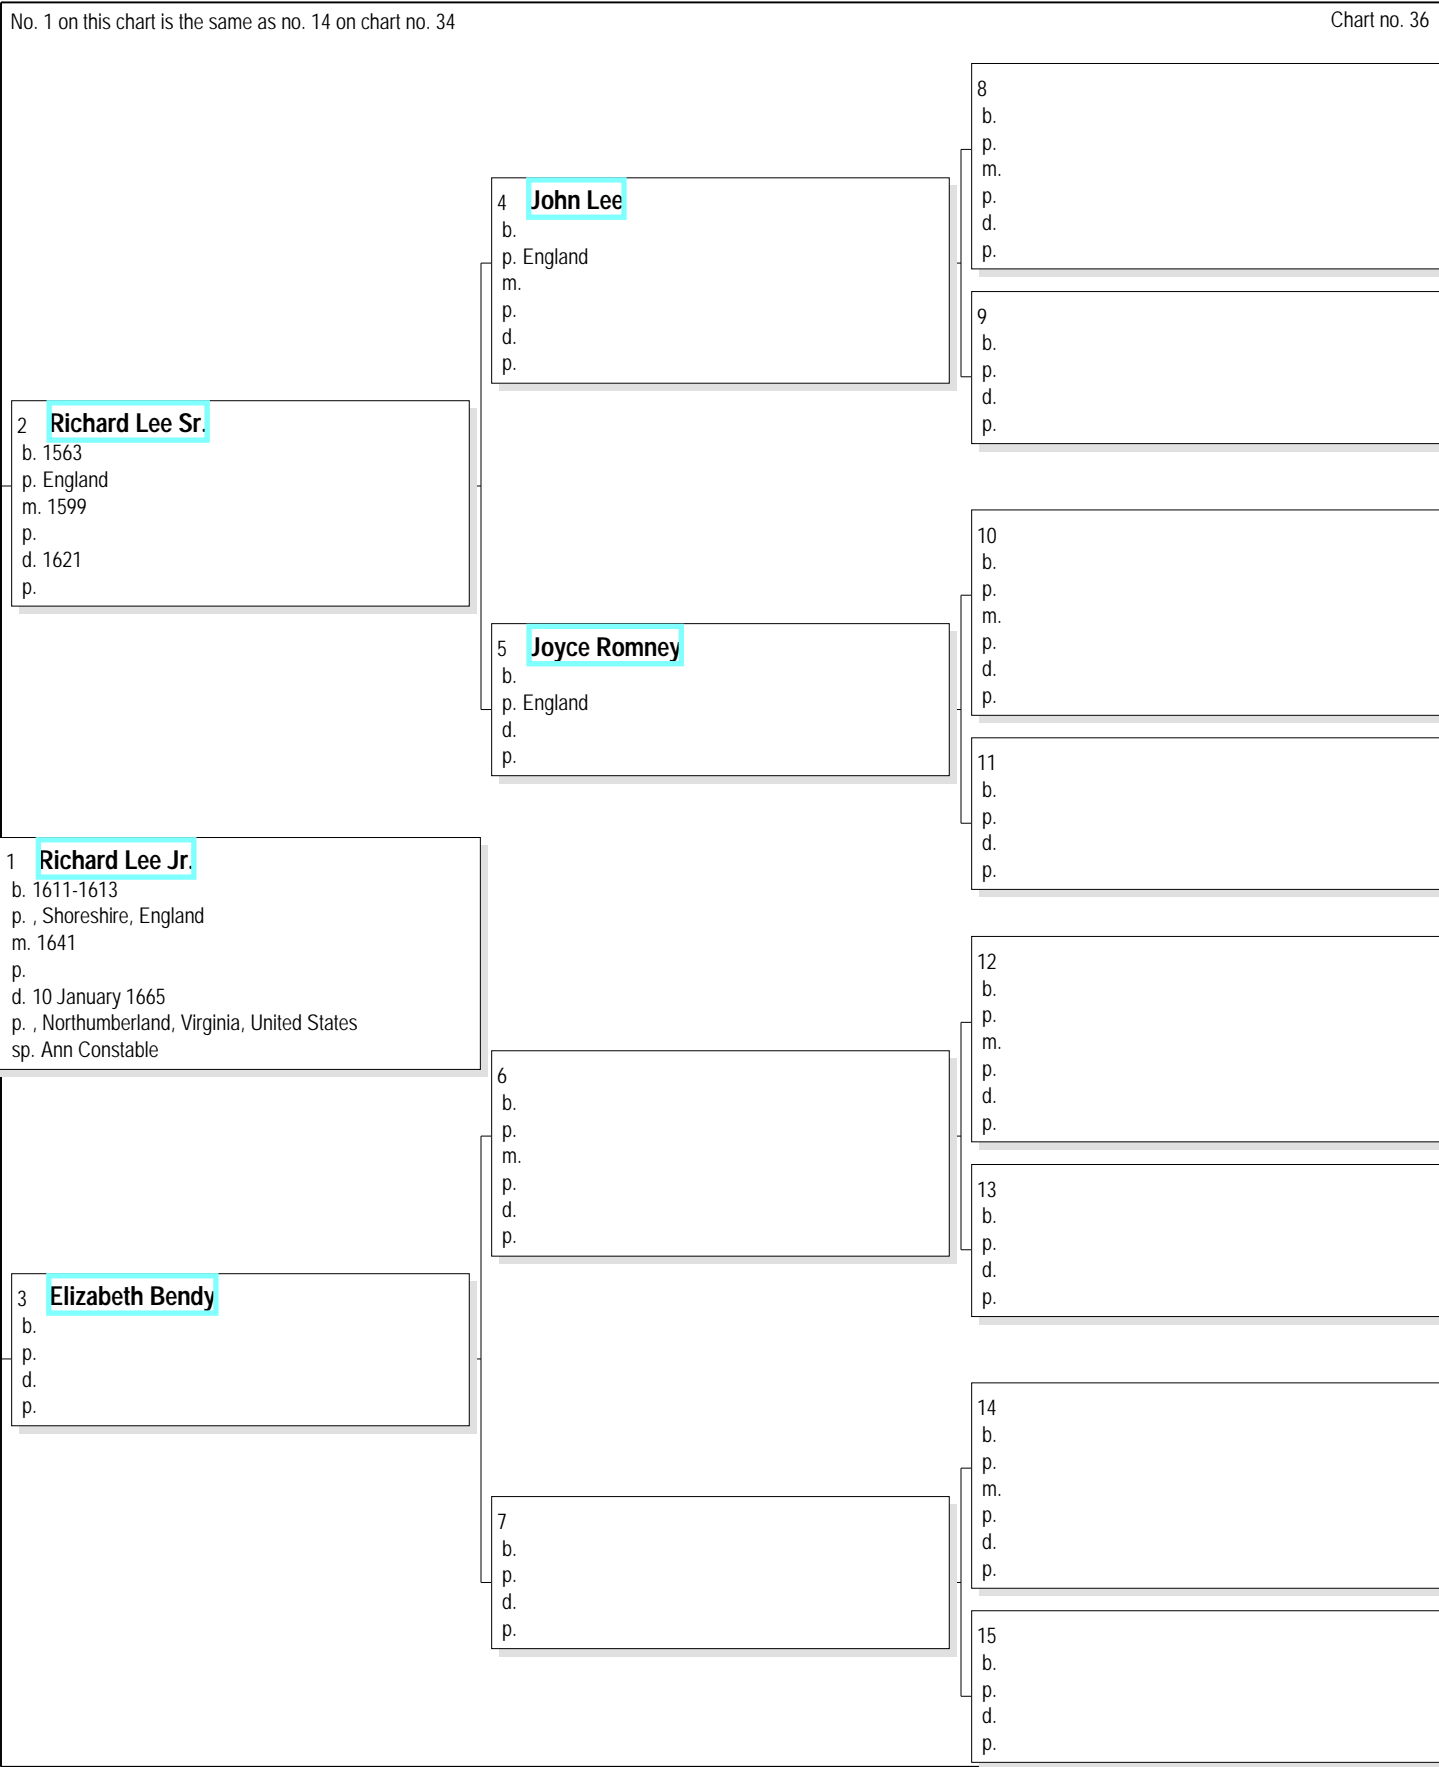 No. 1 on this chart is the same as no. 14 on chart no. 34
Chart no. 36
8
b.
p.
m.
p.
d.
p.
4 John Lee
b.
p. England
m.
p.
d.
p.
9
b.
p.
d.
p.
2 Richard Lee Sr.
b. 1563
p. England
m. 1599
p.
d. 1621
p.
10
b.
p.
m.
p.
d.
p.
5 Joyce Romney
b.
p. England
d.
p.
11
b.
p.
d.
p.
1 Richard Lee Jr.
b. 1611-1613
p. , Shoreshire, England
m. 1641
p.
d. 10 January 1665
p. , Northumberland, Virginia, United States
sp. Ann Constable
12
b.
p.
m.
p.
d.
p.
6
b.
p.
m.
p.
d.
p.
13
b.
p.
d.
p.
3 Elizabeth Bendy
b.
p.
d.
p.
14
b.
p.
m.
p.
d.
p.
7
b.
p.
d.
p.
15
b.
p.
d.
p.